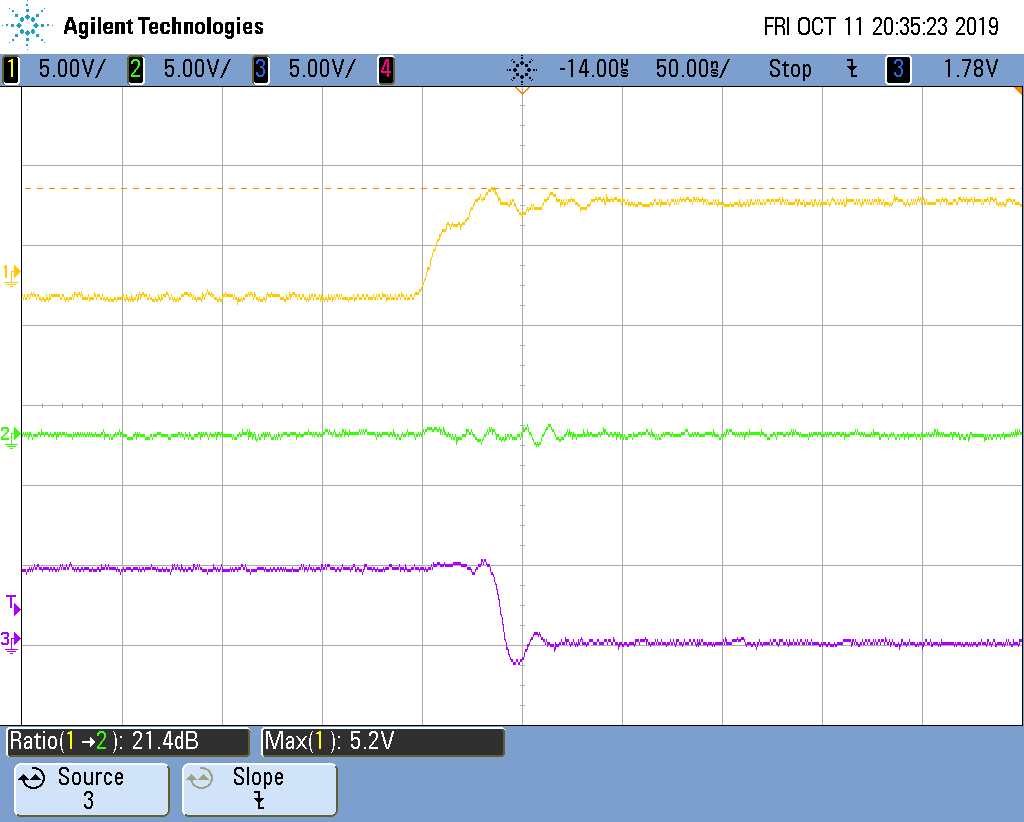 Agilent Technologies FRI OCT 11 20:35:23 2019
1 5.00V/ 2 5.00V/ 3 5.00V/ 4 -14.00µs 50.00ns/ Stop 3 1.78V
1
2
T
3
Ratio(1→2): 21.4dB Max(1): 5.2V
Source Slope
3